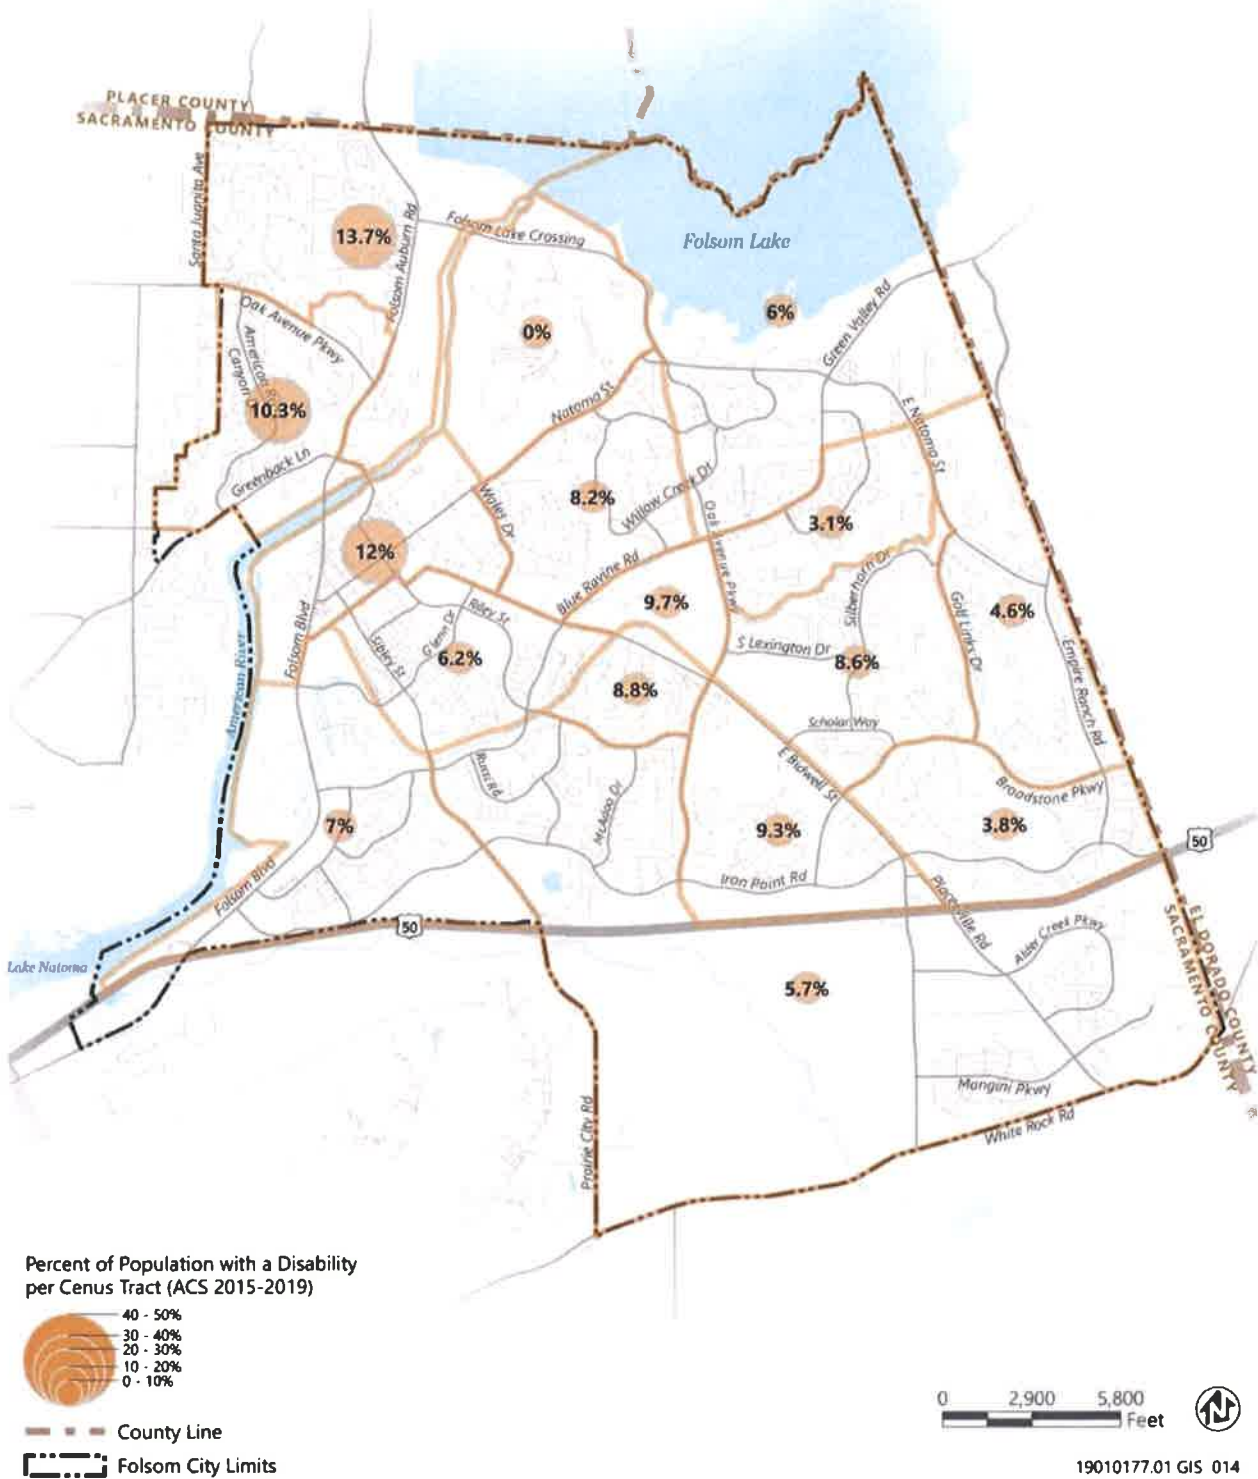 PLACER COUNTY
SACRAMENTO COUNTY
Santa Juanita Ave
13.7%
Folsom Auburn Rd
Folsom Lake Crossing
Folsom Lake
6%
Green Valley Rd
0%
Oak Avenue Pkwy
American River
Canyon Dr
10.3%
Natoma St
E Natoma St
Greenback Ln
Wales Dr
8.2%
Willow Creek Dr
Oak Avenue Pkwy
3.1%
12%
Blue Ravine Rd
Silberhorn Dr
9.7%
Golf Links Dr
4.6%
Folsom Blvd
Sibley St
Glenn Dr
Riley St
6.2%
S Lexington Dr
8.6%
Empire Ranch Rd
American River
8.8%
Scholar Way
Russi Rd
McAdoo Dr
E Bidwell St
Broadstone Pkwy
7%
9.3%
3.8%
50
Folsom Blvd
Iron Point Rd
Placerville Rd
50
Alder Creek Pkwy
EL DORADO COUNTY
SACRAMENTO COUNTY
Lake Natoma
5.7%
Mangini Pkwy
Prairie City Rd
White Rock Rd
Percent of Population with a Disability
per Cenus Tract (ACS 2015-2019)
40 - 50%
30 - 40%
20 - 30%
10 - 20%
0 - 10%
County Line
Folsom City Limits
0 2,900 5,800
Feet
N
19010177.01 GIS 014